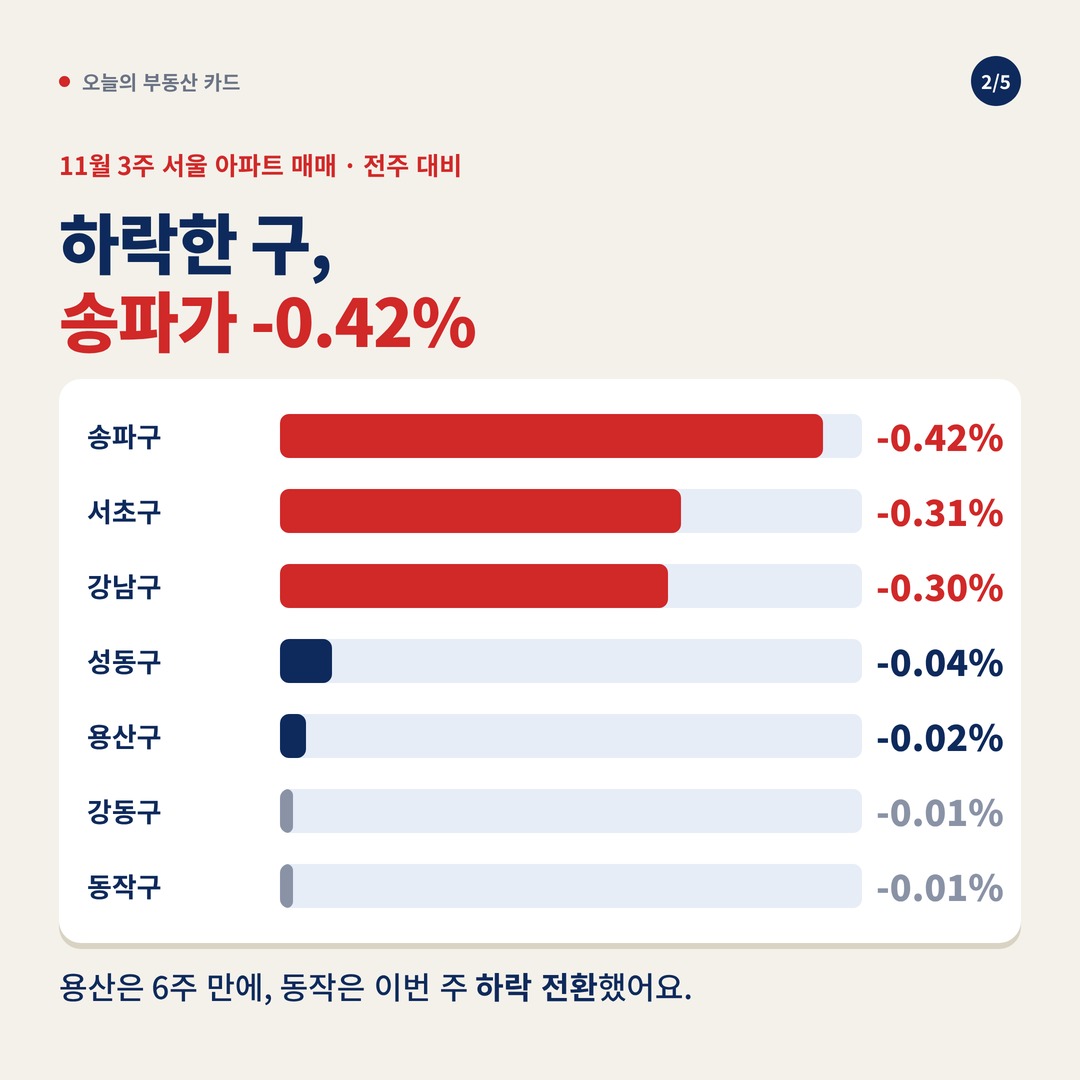 오늘의 부동산 카드
2/5
11월 3주 서울 아파트 매매 · 전주 대비
하락한 구,
송파가 -0.42%
송파구 -0.42%
서초구 -0.31%
강남구 -0.30%
성동구 -0.04%
용산구 -0.02%
강동구 -0.01%
동작구 -0.01%
용산은 6주 만에, 동작은 이번 주 하락 전환했어요.